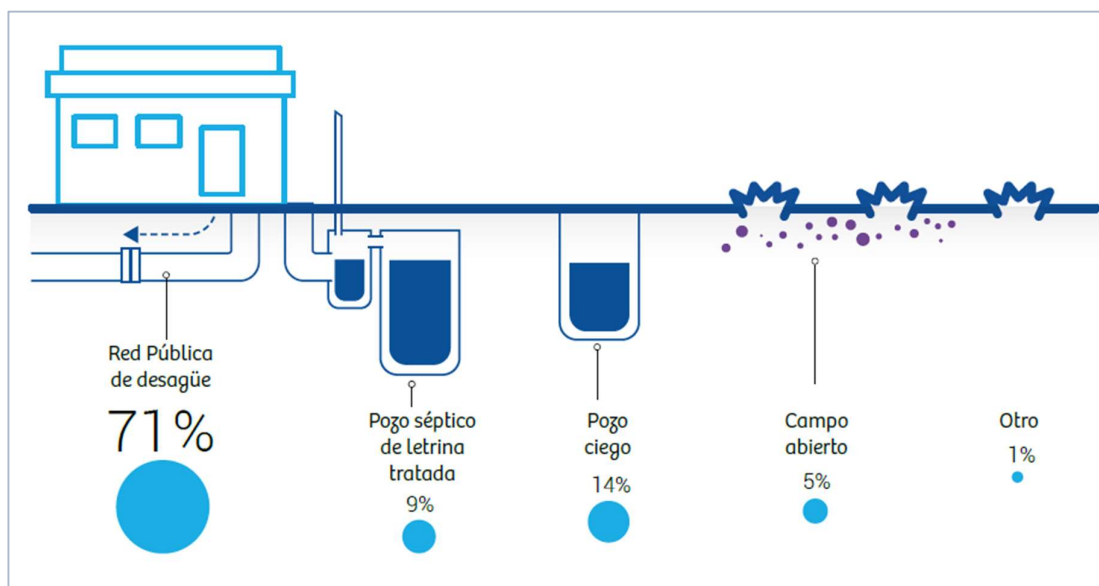 Red Pública
de desagüe
71%
Pozo séptico
de letrina
tratada
9%
Pozo
ciego
14%
Campo
abierto
5%
Otro
1%